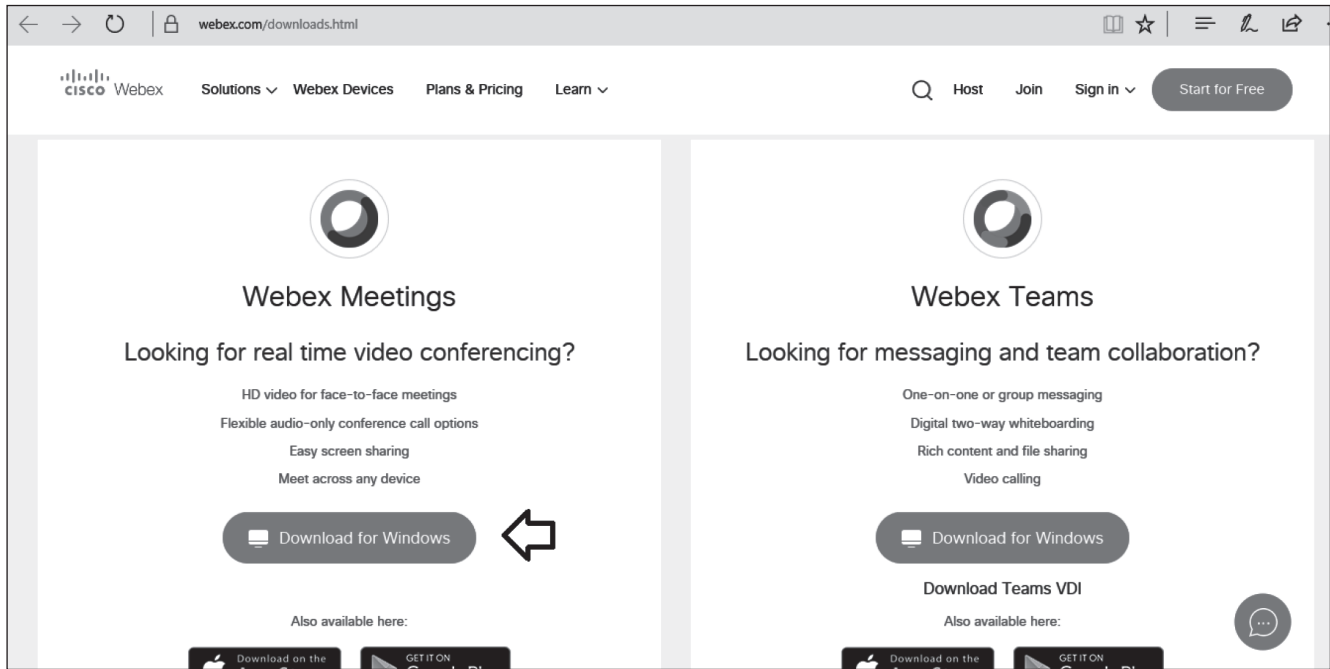 webex.com/downloads.html
CISCO Webex Solutions Webex Devices Plans & Pricing Learn Host Join Sign in Start for Free
Webex Meetings
Looking for real time video conferencing?
HD video for face-to-face meetings
Flexible audio-only conference call options
Easy screen sharing
Meet across any device
Download for Windows
Also available here:
Download on the
GET IT ON
Webex Teams
Looking for messaging and team collaboration?
One-on-one or group messaging
Digital two-way whiteboarding
Rich content and file sharing
Video calling
Download for Windows
Download Teams VDI
Also available here:
Download on the
GET IT ON